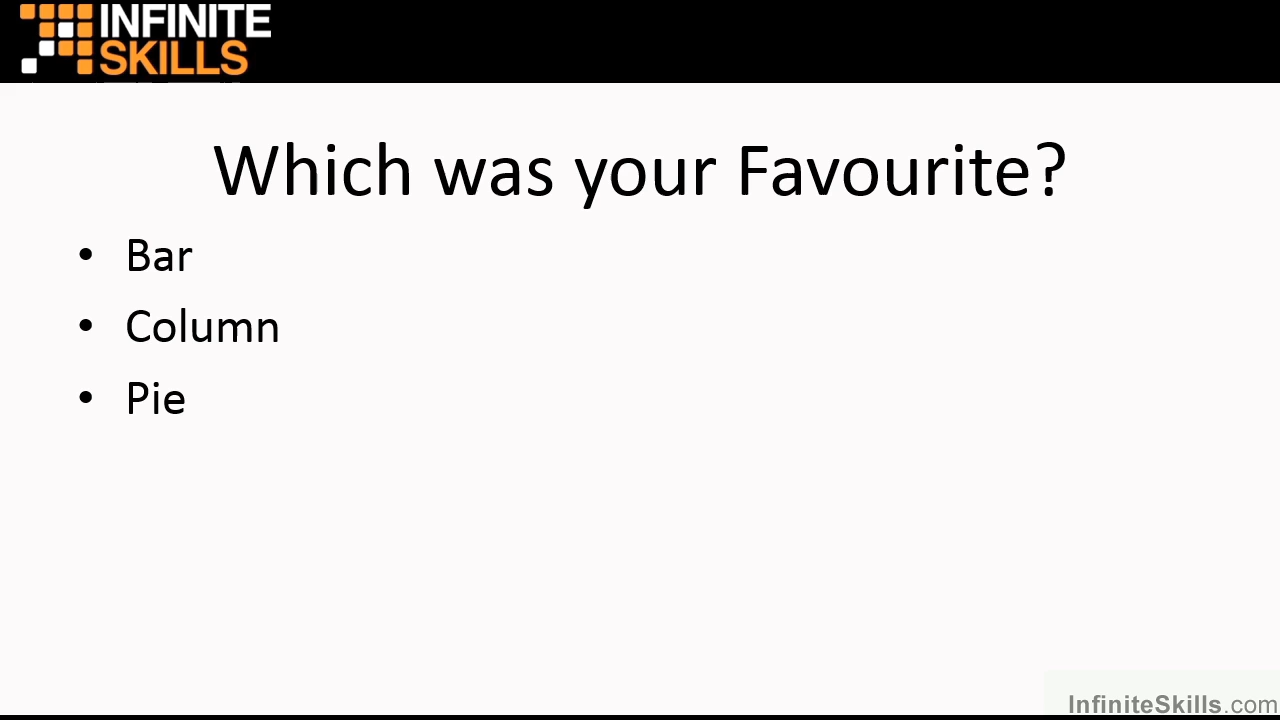 INFINITE
SKILLS
Which was your Favourite?
• Bar
• Column
• Pie
InfiniteSkills.com